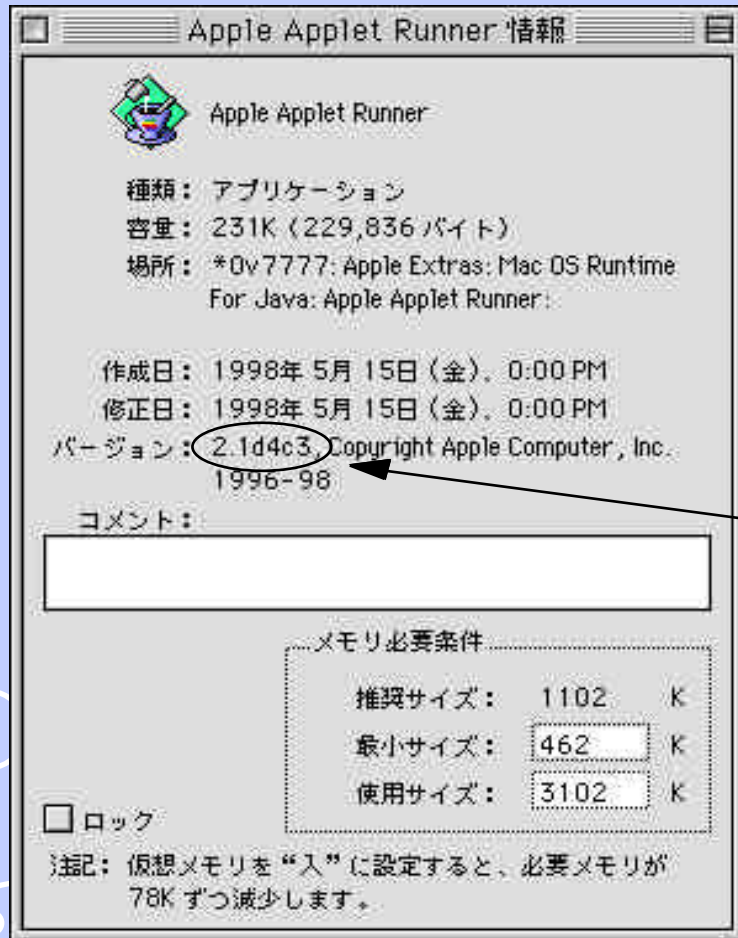 Apple Applet Runner 情報
Apple Applet Runner
種類： アプリケーション
容量： 231K（229,836 バイト）
場所： *0v7777: Apple Extras: Mac OS Runtime
For Java: Apple Applet Runner:
作成日： 1998年 5月 15日（金）、0:00 PM
修正日： 1998年 5月 15日（金）、0:00 PM
バージョン： 2.1d4c3, Copyright Apple Computer, Inc.
1996-98
コメント：
メモリ必要条件
推奨サイズ： 1102 K
最小サイズ： 462 K
使用サイズ： 3102 K
ロック
注記： 仮想メモリを“入”に設定すると、必要メモリが
78K ずつ減少します。